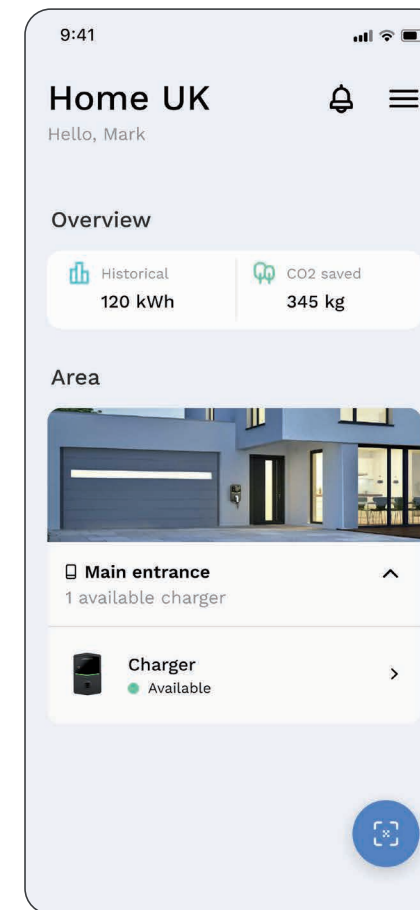 9:41
Home UK
Hello, Mark
Overview
Historical
120 kWh
CO2 saved
345 kg
Area
Main entrance
1 available charger
Charger
Available